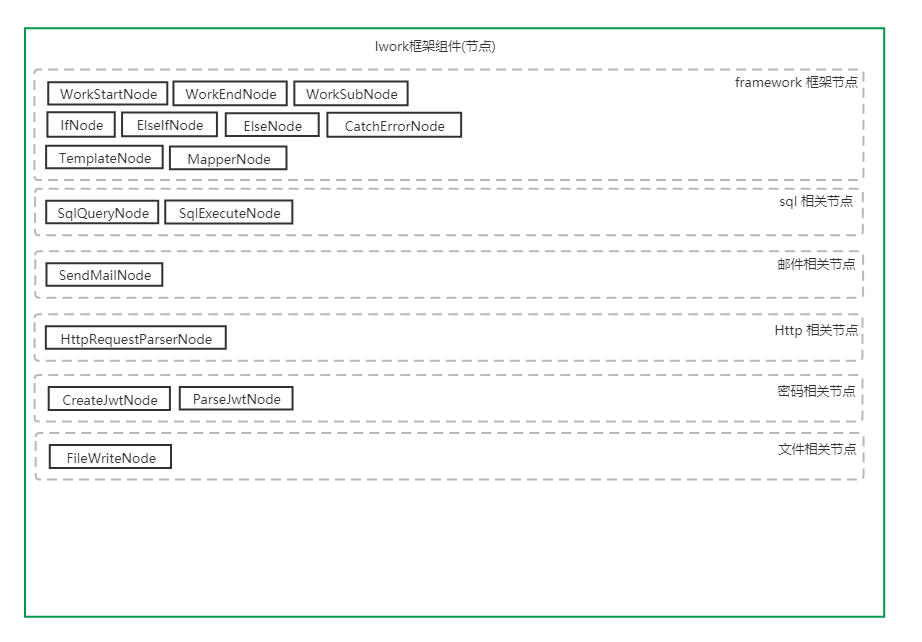 Iwork框架组件(节点)
framework 框架节点
WorkStartNode WorkEndNode WorkSubNode
IfNode ElseIfNode ElseNode CatchErrorNode
TemplateNode MapperNode
sql 相关节点
SqlQueryNode SqlExecuteNode
邮件相关节点
SendMailNode
Http 相关节点
HttpRequestParserNode
密码相关节点
CreateJwtNode ParseJwtNode
文件相关节点
FileWriteNode